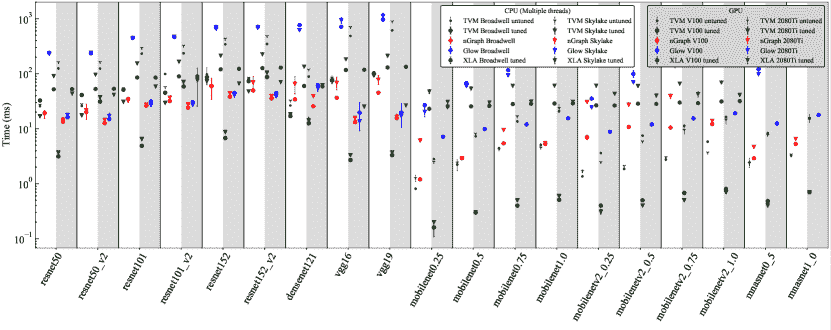 CPU (Multiple threads)
TVM Broadwell untuned
TVM Skylake untuned
TVM Broadwell tuned
TVM Skylake tuned
nGraph Broadwell
nGraph Skylake
Glow Broadwell
Glow Skylake
XLA Broadwell tuned
XLA Skylake tuned
GPU
TVM V100 untuned
TVM 2080Ti untuned
TVM V100 tuned
TVM 2080Ti tuned
nGraph V100
nGraph 2080Ti
Glow V100
Glow 2080Ti
XLA V100 tuned
XLA 2080Ti tuned
Time (ms)
10³
10²
10¹
10⁰
10⁻¹
resnet50
resnet50_v2
resnet101
resnet101_v2
resnet152
resnet152_v2
densenet121
vgg16
vgg19
mobilenet0.25
mobilenet0.5
mobilenet0.75
mobilenet1.0
mobilenetv2_0.25
mobilenetv2_0.5
mobilenetv2_0.75
mobilenetv2_1.0
mnasnet0_5
mnasnet1_0